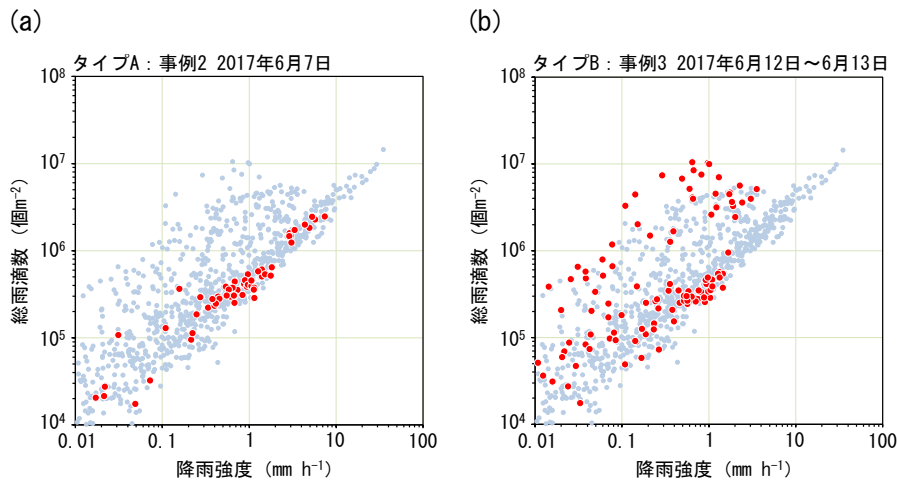 (a)
タイプA：事例2 2017年6月7日
10⁸
10⁷
10⁶
10⁵
10⁴
総雨滴数 (個m⁻²)
0.01 0.1 1 10 100
降雨強度 (mm h⁻¹)
(b)
タイプB：事例3 2017年6月12日～6月13日
10⁸
10⁷
10⁶
10⁵
10⁴
総雨滴数 (個m⁻²)
0.01 0.1 1 10 100
降雨強度 (mm h⁻¹)